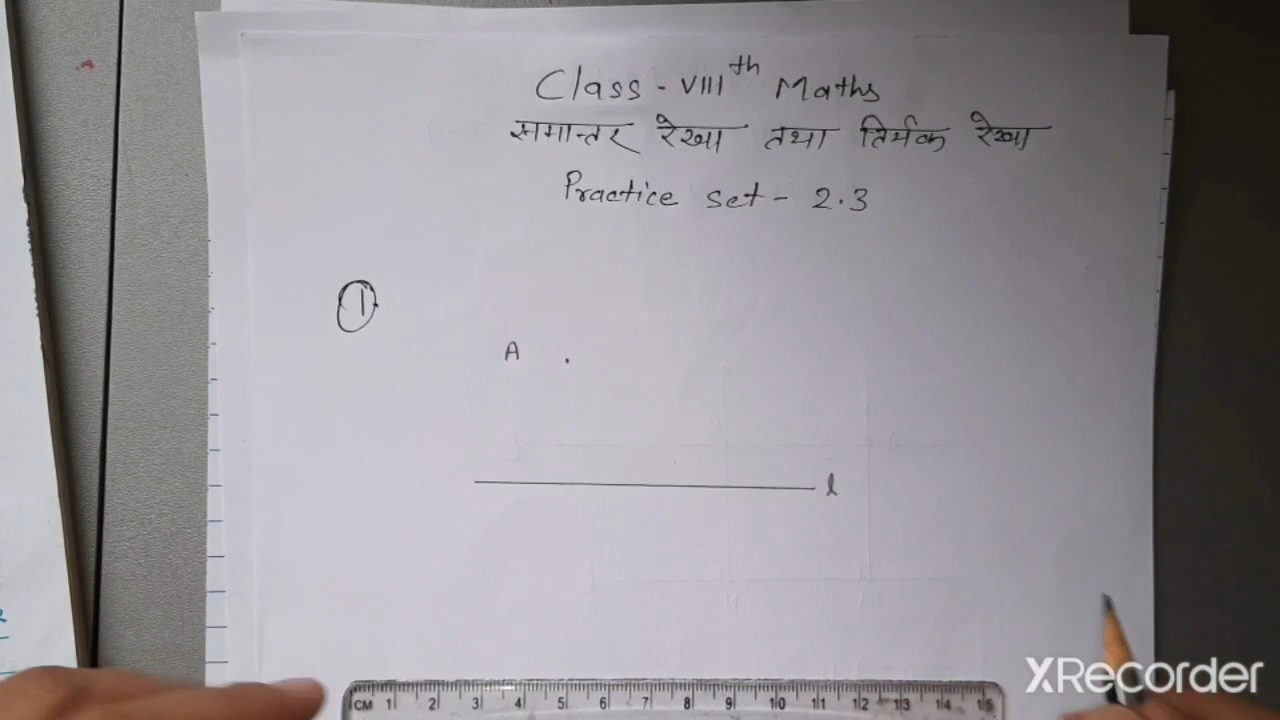 Class - VIII th Maths
समान्तर रेखा तथा तिर्यक रेखा
Practice set - 2.3
1
A .
l
CM 1 2 3 4 5 6 7 8 9 10 11 12 13 14 15
XRecorder